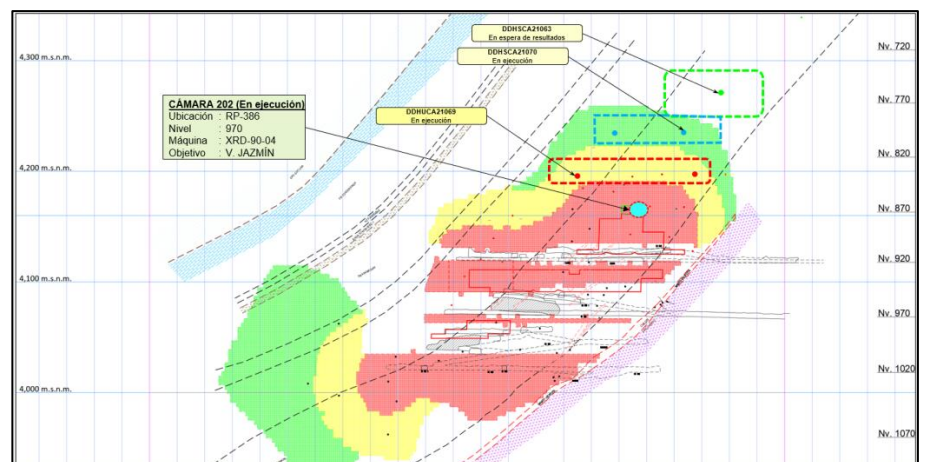 DDHSCA21063
En espera de resultados
Nv. 720
4,300 m.s.n.m.
DDHSCA21070
En ejecución
CÁMARA 202 (En ejecución)
Ubicación : RP-386
Nivel : 970
Máquina : XRD-90-04
Objetivo : V. JAZMÍN
Nv. 770
DDHUCA21069
En ejecución
Nv. 820
4,200 m.s.n.m.
Nv. 870
Nv. 920
4,100 m.s.n.m.
Nv. 970
Nv. 1020
4,000 m.s.n.m.
Nv. 1070